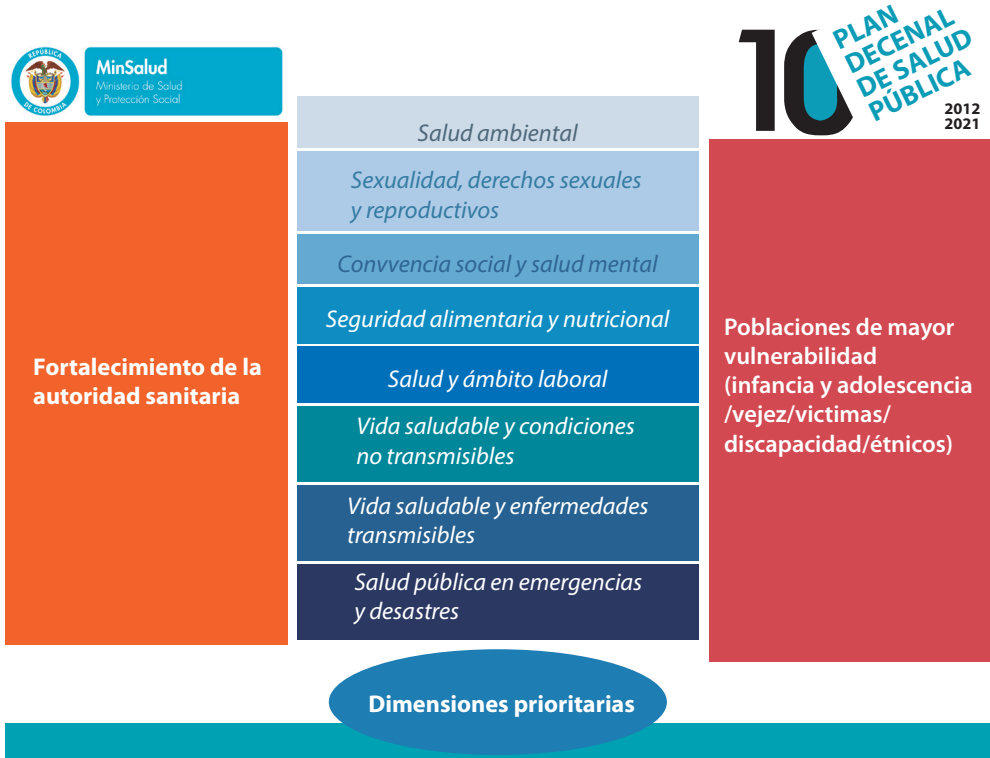 REPÚBLICA
DE COLOMBIA
MinSalud
Ministerio de Salud
y Protección Social
10
PLAN
DECENAL
DE SALUD
PÚBLICA
2012
2021
Fortalecimiento de la
autoridad sanitaria
Salud ambiental
Sexualidad, derechos sexuales
y reproductivos
Convvencia social y salud mental
Seguridad alimentaria y nutricional
Salud y ámbito laboral
Vida saludable y condiciones
no transmisibles
Vida saludable y enfermedades
transmisibles
Salud pública en emergencias
y desastres
Poblaciones de mayor
vulnerabilidad
(infancia y adolescencia
/vejez/victimas/
discapacidad/étnicos)
Dimensiones prioritarias